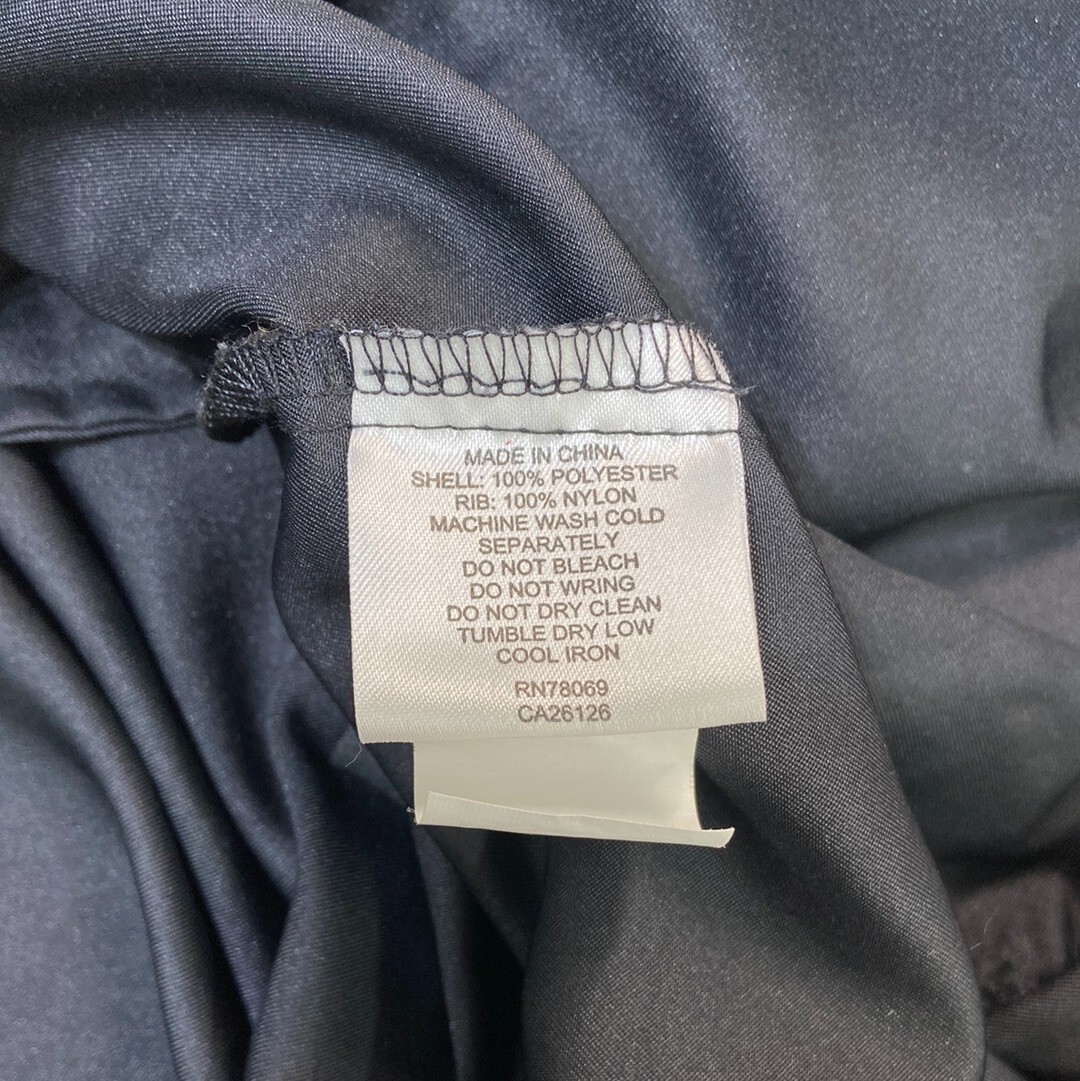 MADE IN CHINA
SHELL: 100% POLYESTER
RIB: 100% NYLON
MACHINE WASH COLD
SEPARATELY
DO NOT BLEACH
DO NOT WRING
DO NOT DRY CLEAN
TUMBLE DRY LOW
COOL IRON
RN78069
CA26126